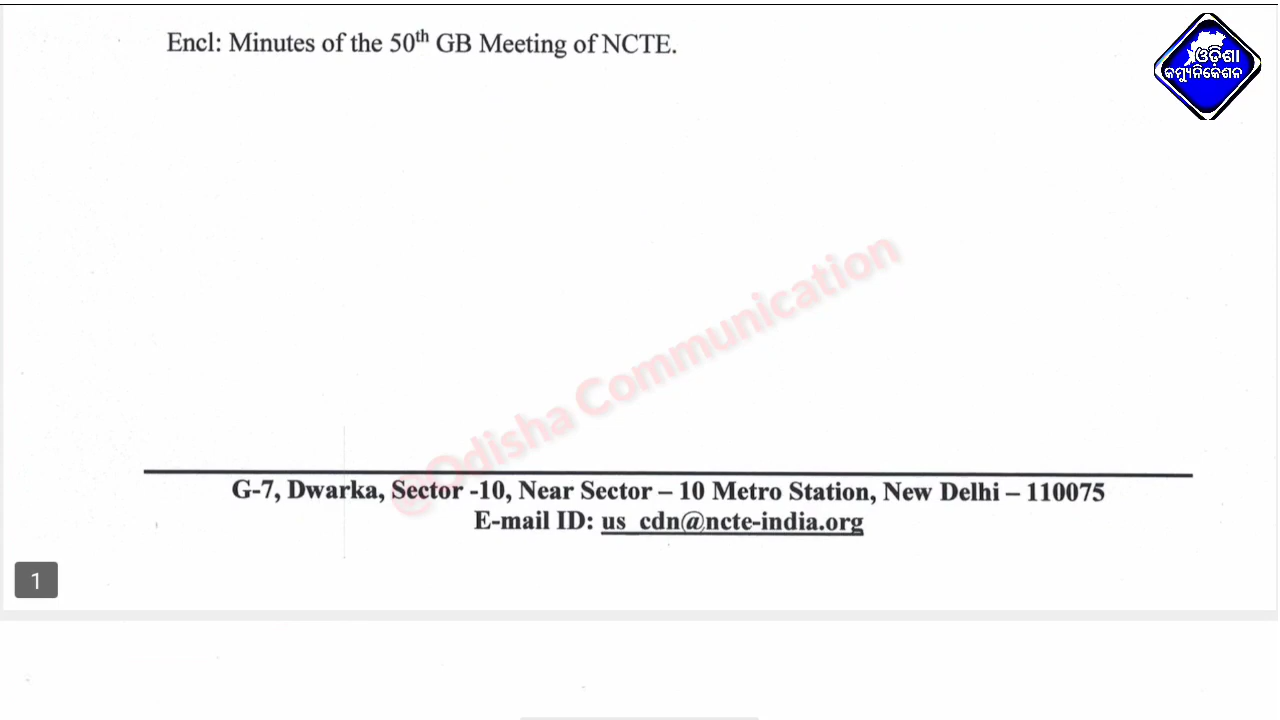 Encl: Minutes of the 50th GB Meeting of NCTE.
ଓଡ଼ିଶା
କମ୍ୟୁନିକେଶନ
@Odisha Communication
G-7, Dwarka, Sector -10, Near Sector – 10 Metro Station, New Delhi – 110075
E-mail ID: us_cdn@ncte-india.org
1